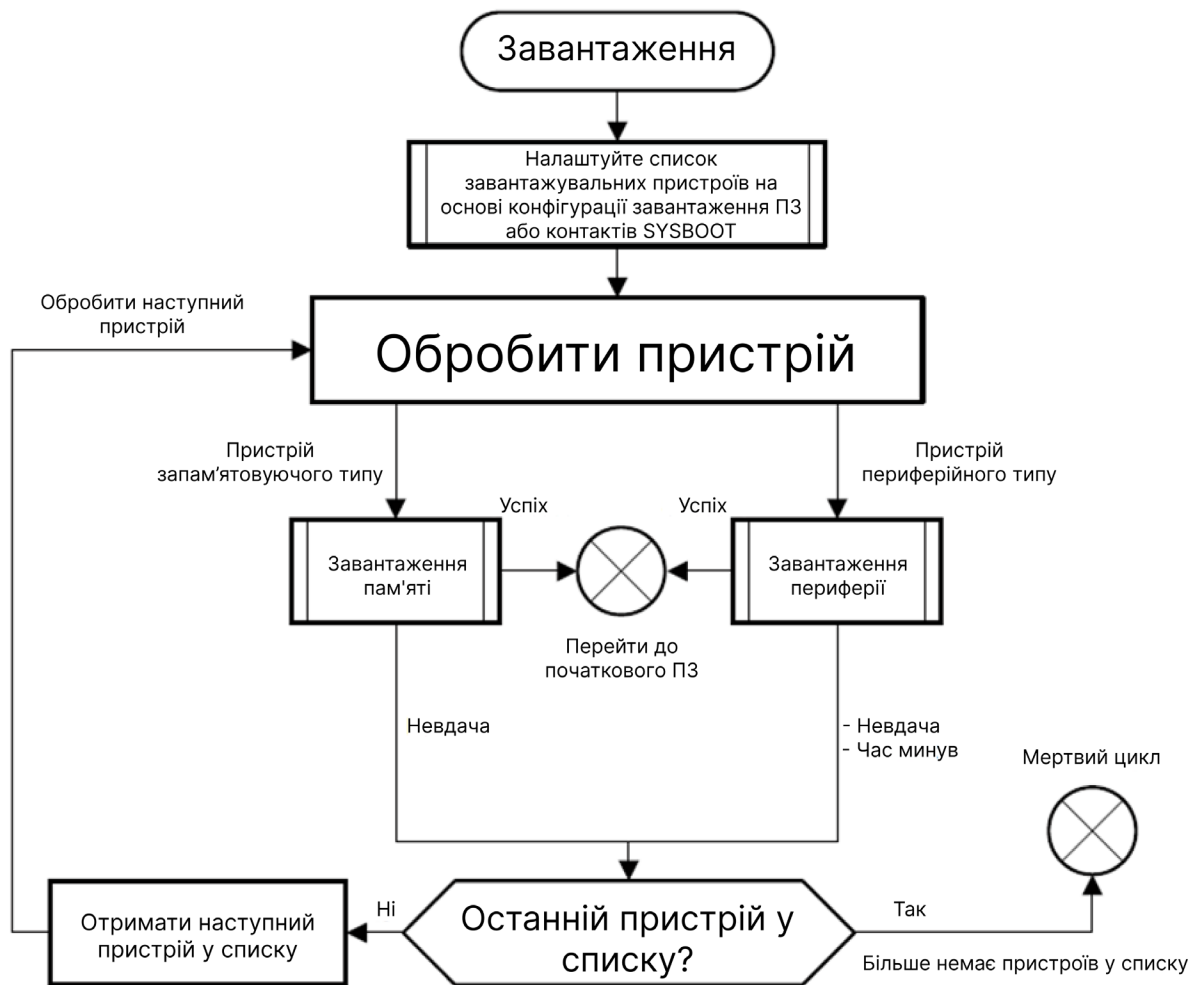 Завантаження
Налаштуйте список
завантажувальних пристроїв на
основі конфігурації завантаження ПЗ
або контактів SYSBOOT
Обробити наступний
пристрій
Обробити пристрій
Пристрій
запам’ятовуючого типу
Пристрій
периферійного типу
Успіх
Успіх
Завантаження
пам'яті
Завантаження
периферії
Перейти до
початкового ПЗ
Невдача
- Невдача
- Час минув
Мертвий цикл
Отримати наступний
пристрій у списку
Ні
Останній пристрій у
списку?
Так
Більше немає пристроїв у списку